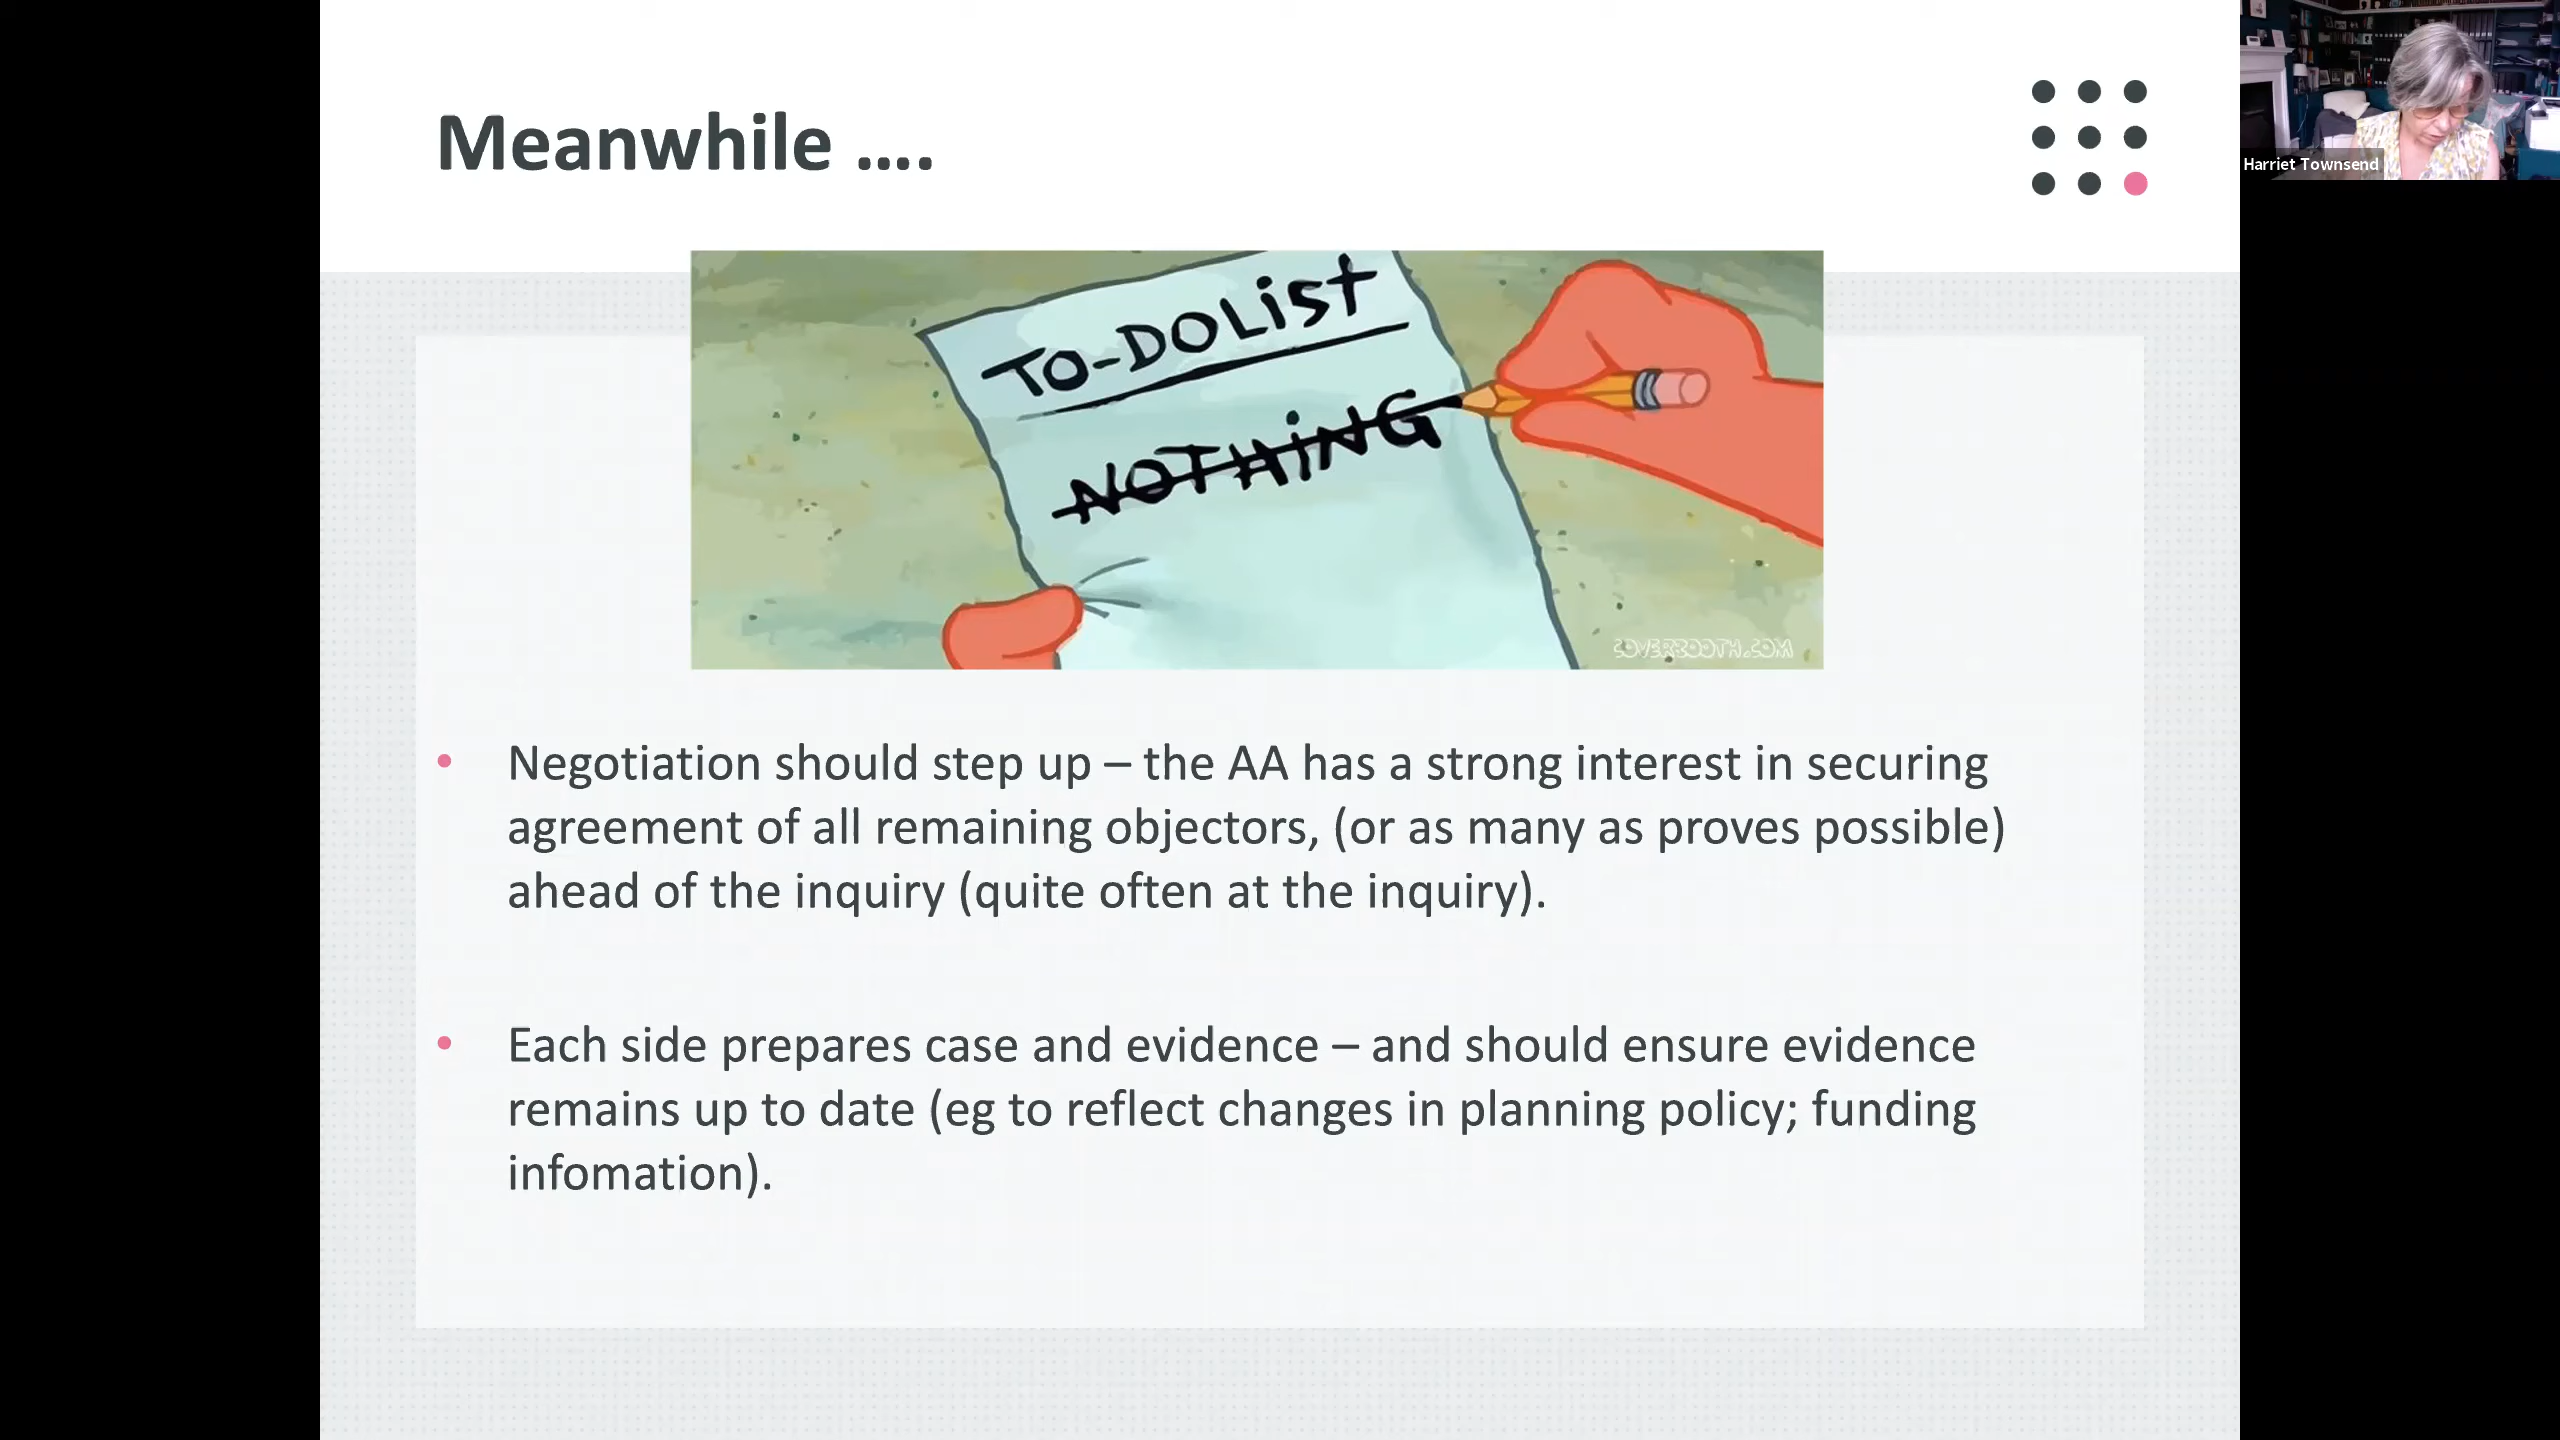 Meanwhile ....
Harriet Townsend
TO-DO List
NOTHiNG
COVERBOOTH.COM
• Negotiation should step up – the AA has a strong interest in securing
agreement of all remaining objectors, (or as many as proves possible)
ahead of the inquiry (quite often at the inquiry).
• Each side prepares case and evidence – and should ensure evidence
remains up to date (eg to reflect changes in planning policy; funding
infomation).